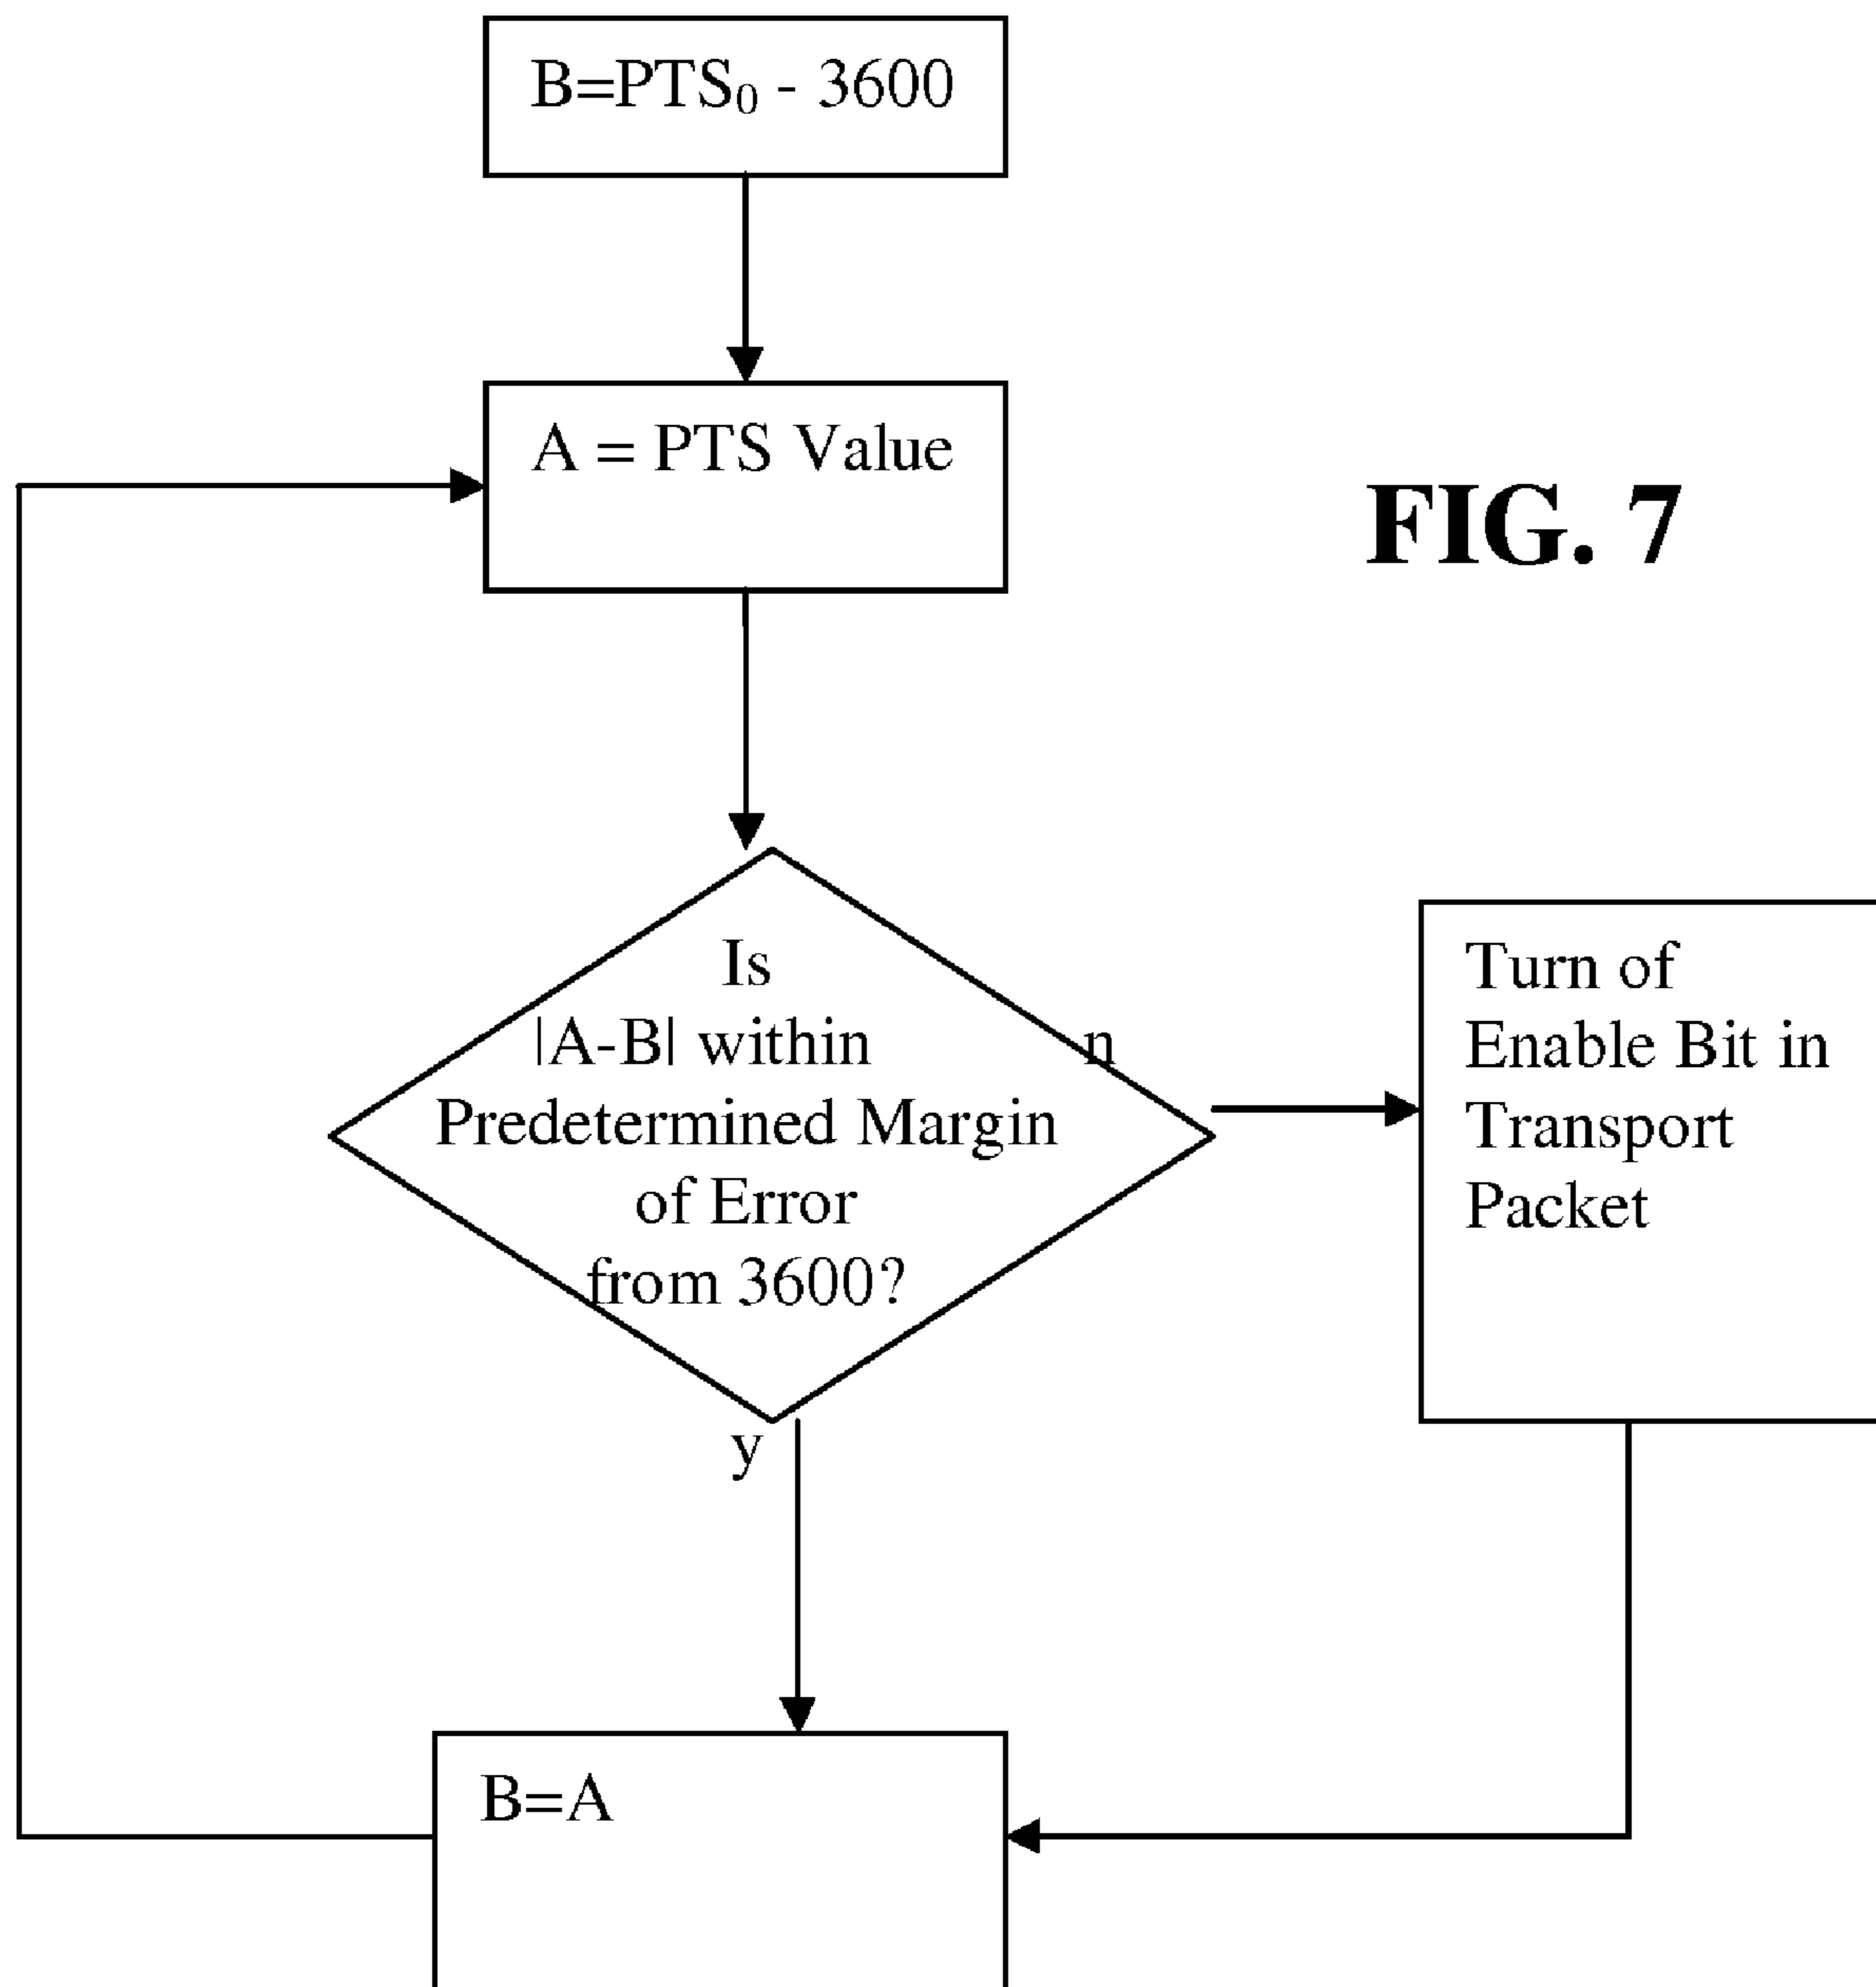 B=PTS₀ - 3600
A = PTS Value
FIG. 7
Is
|A-B| within
n
Predetermined Margin
of Error
from 3600?
Turn of
Enable Bit in
Transport
Packet
y
B=A